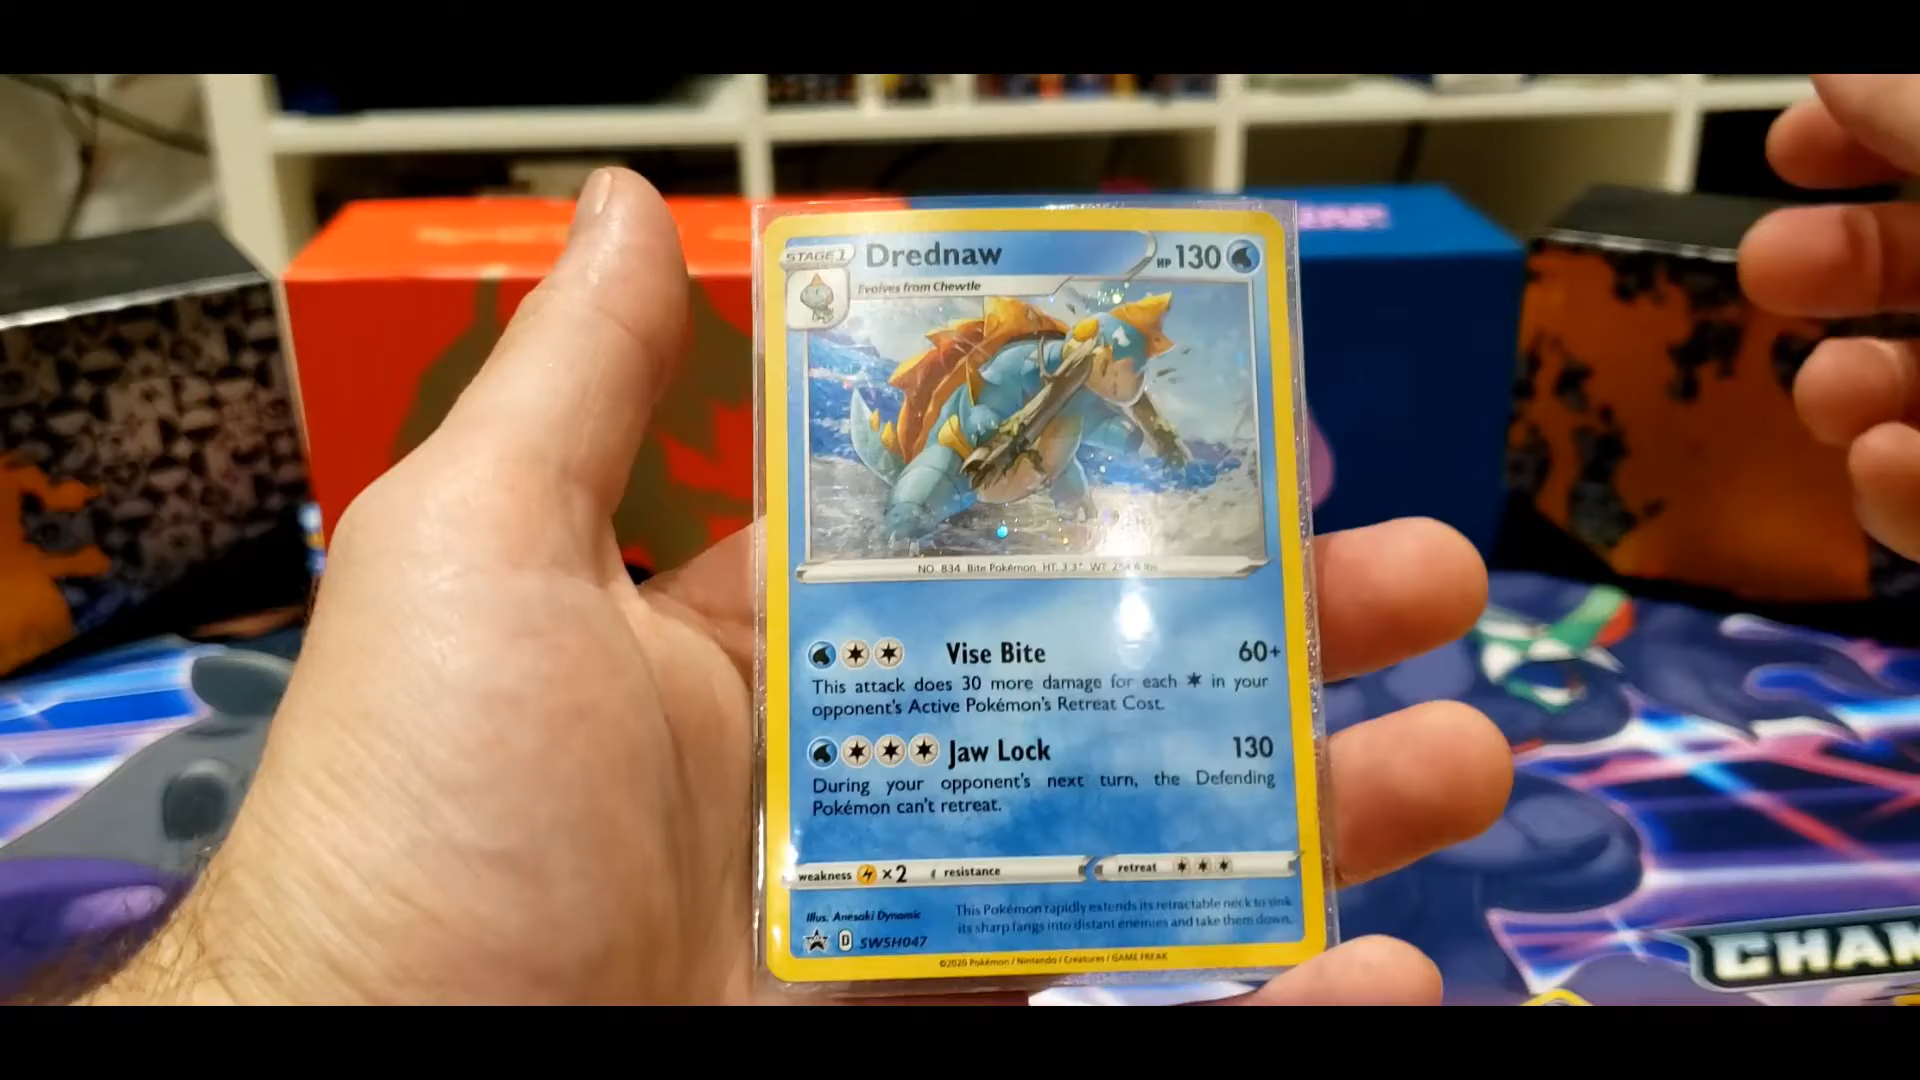 STAGE 1 Drednaw HP 130
Evolves from Chewtle
NO. 834 Bite Pokémon HT: 3'3" WT:
Vise Bite 60+
This attack does 30 more damage for each in your
opponent's Active Pokémon's Retreat Cost.
Jaw Lock 130
During your opponent's next turn, the Defending
Pokémon can't retreat.
weakness ×2 resistance retreat
Illus. Anesaki Dynamic
This Pokémon rapidly extends its retractable neck to sink
its sharp fangs into distant enemies and take them down.
D SWSH047
©2020 Pokémon / Nintendo / Creatures / GAME FREAK
CHAM